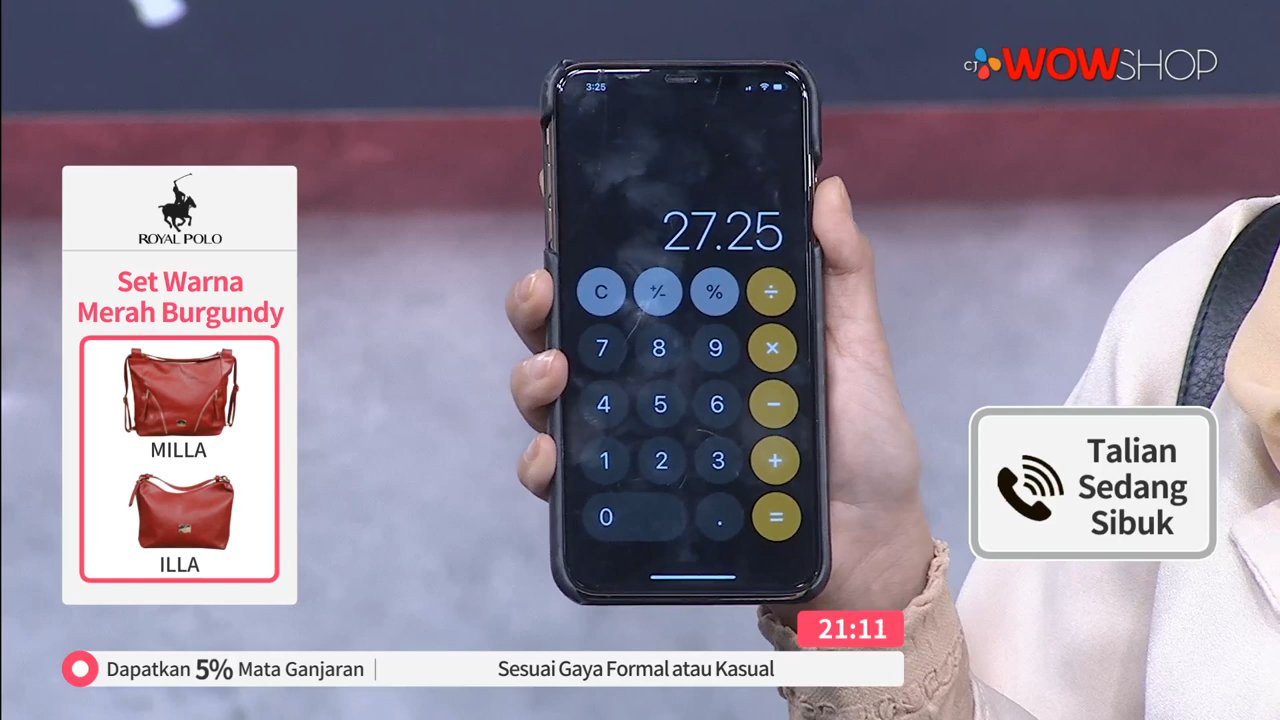 CJ WOWSHOP
3:25
27.25
C +/- % ÷
7 8 9 ×
4 5 6 −
1 2 3 +
0 . =
ROYAL POLO
Set Warna
Merah Burgundy
MILLA
ILLA
Talian
Sedang
Sibuk
21:11
Dapatkan 5% Mata Ganjaran | Sesuai Gaya Formal atau Kasual